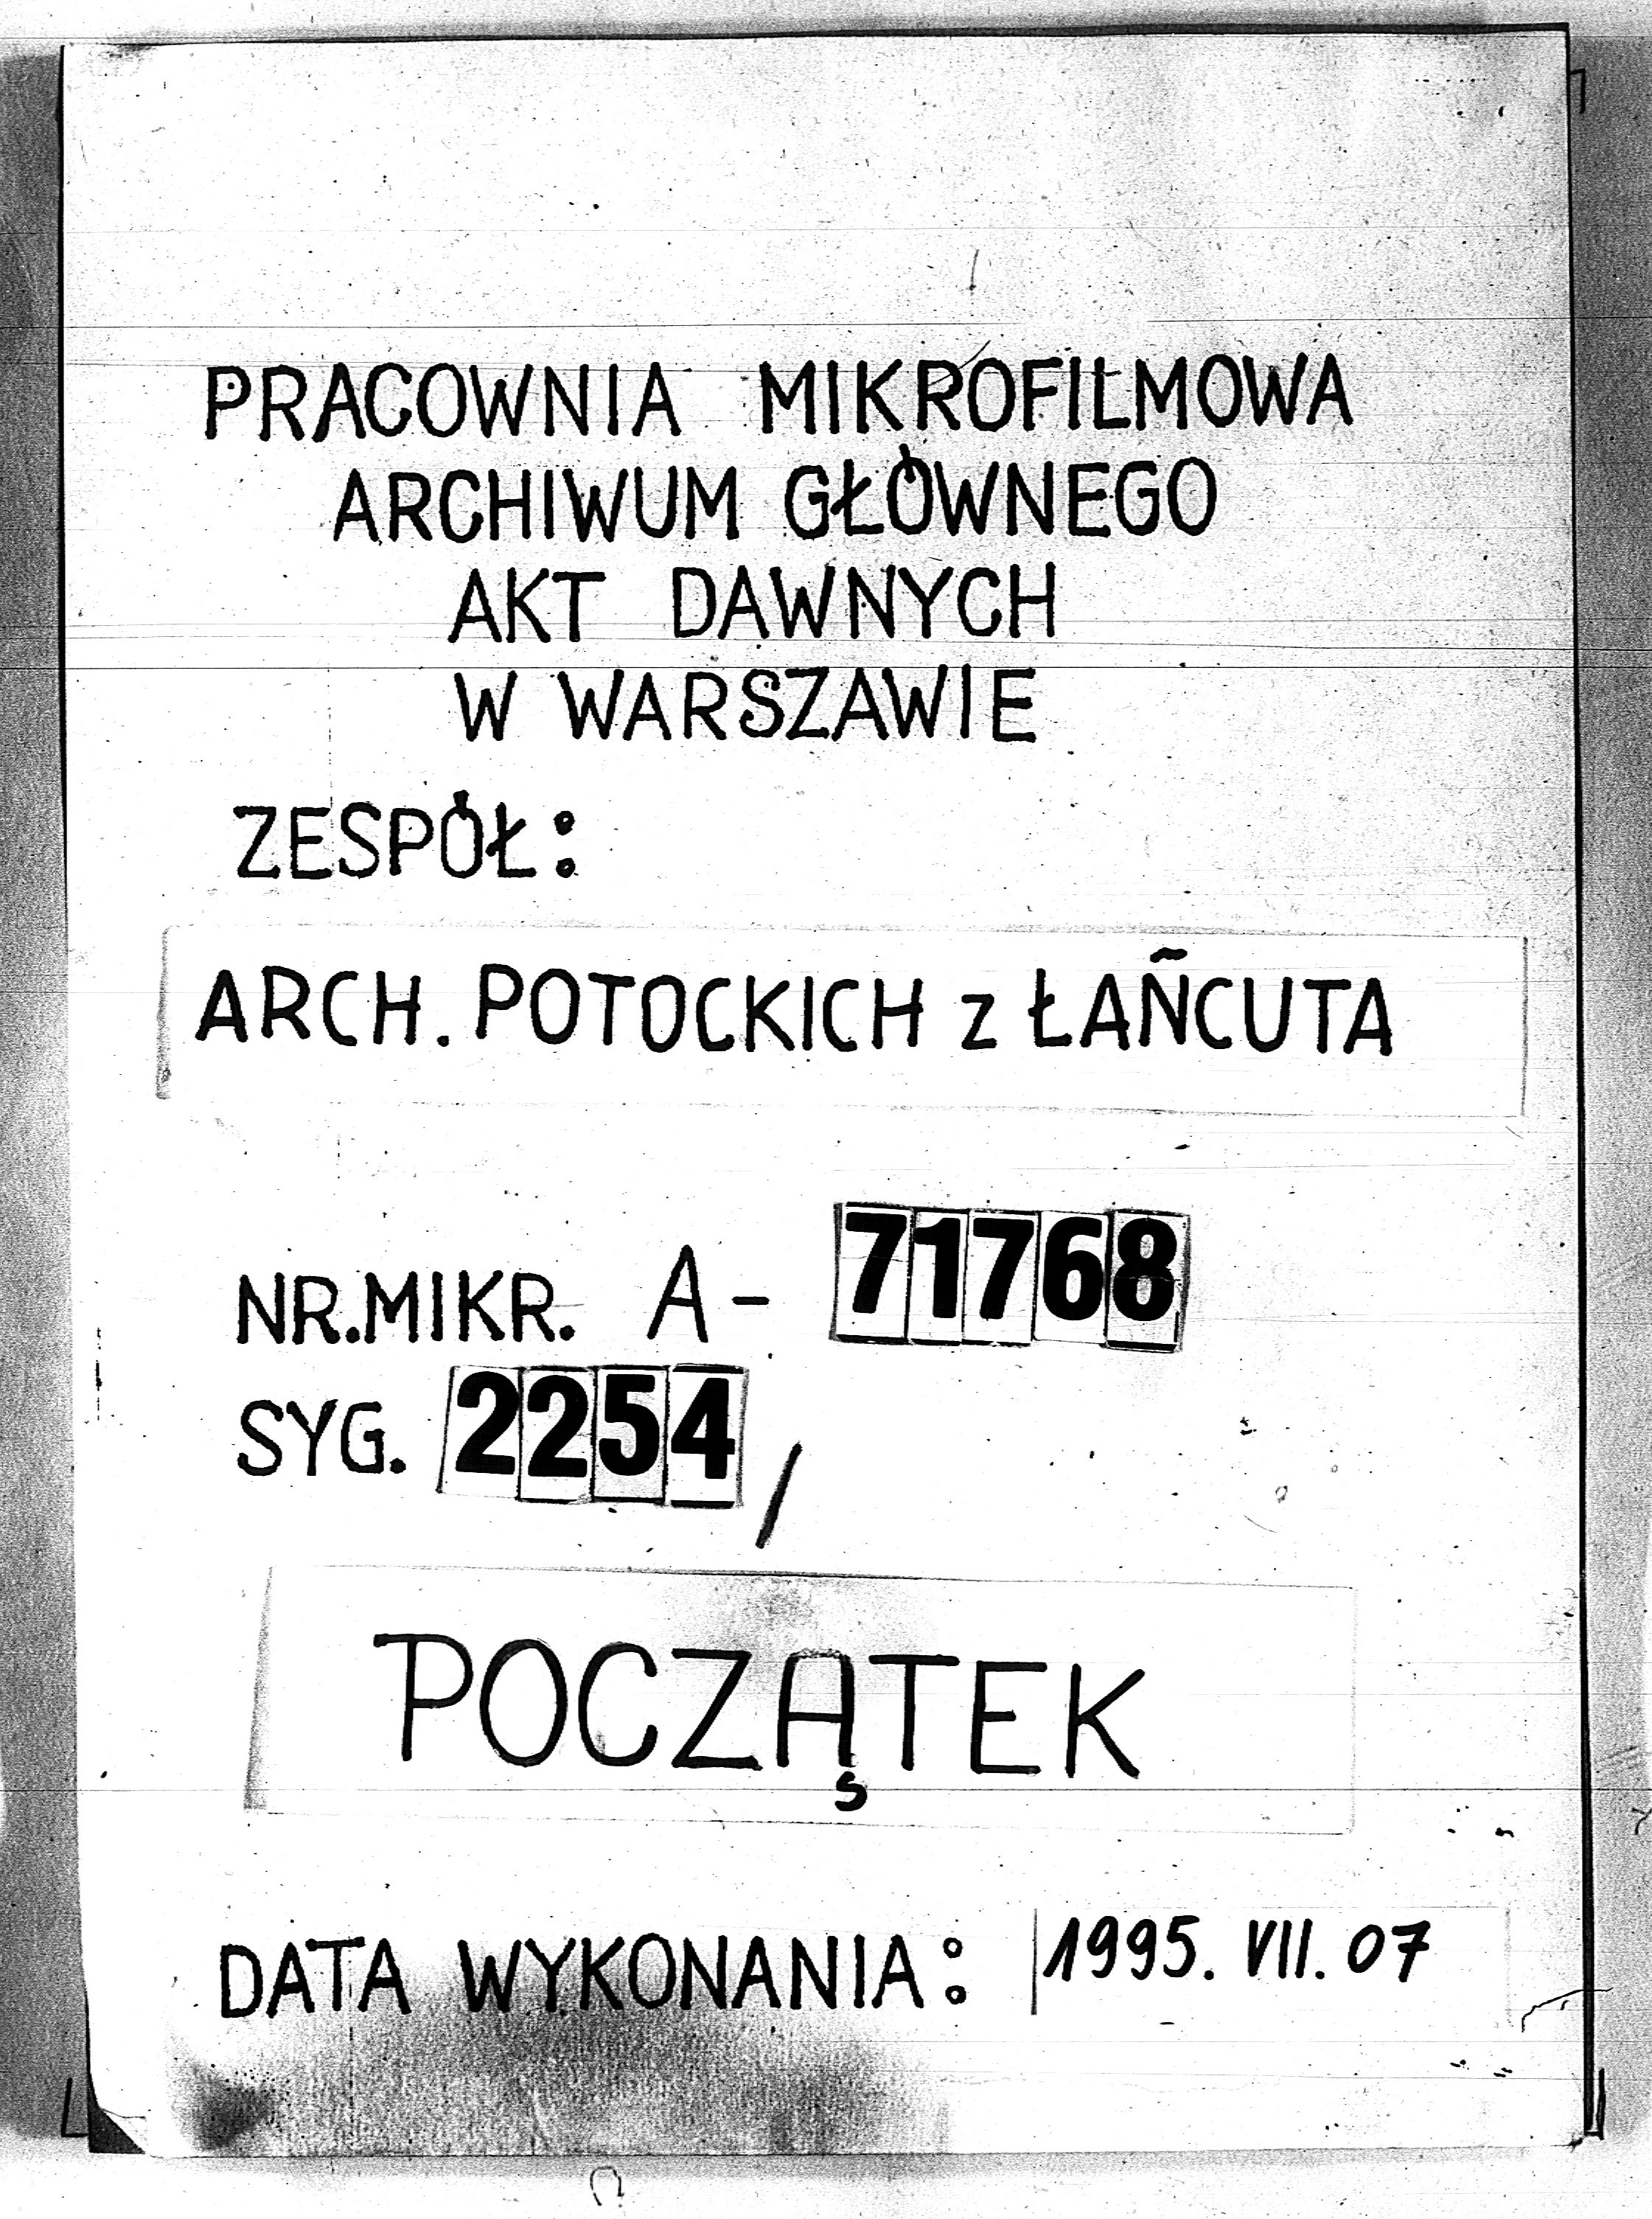 PRACOWNIA MIKROFILMOWA
ARCHIWUM GŁÓWNEGO
AKT DAWNYCH
W WARSZAWIE
ZESPÓŁ:
ARCH. POTOCKICH z ŁAŃCUTA
NR. MIKR. A- 71768
SYG. 2254 /
POCZĄTEK
DATA WYKONANIA: 1995. VII. 07